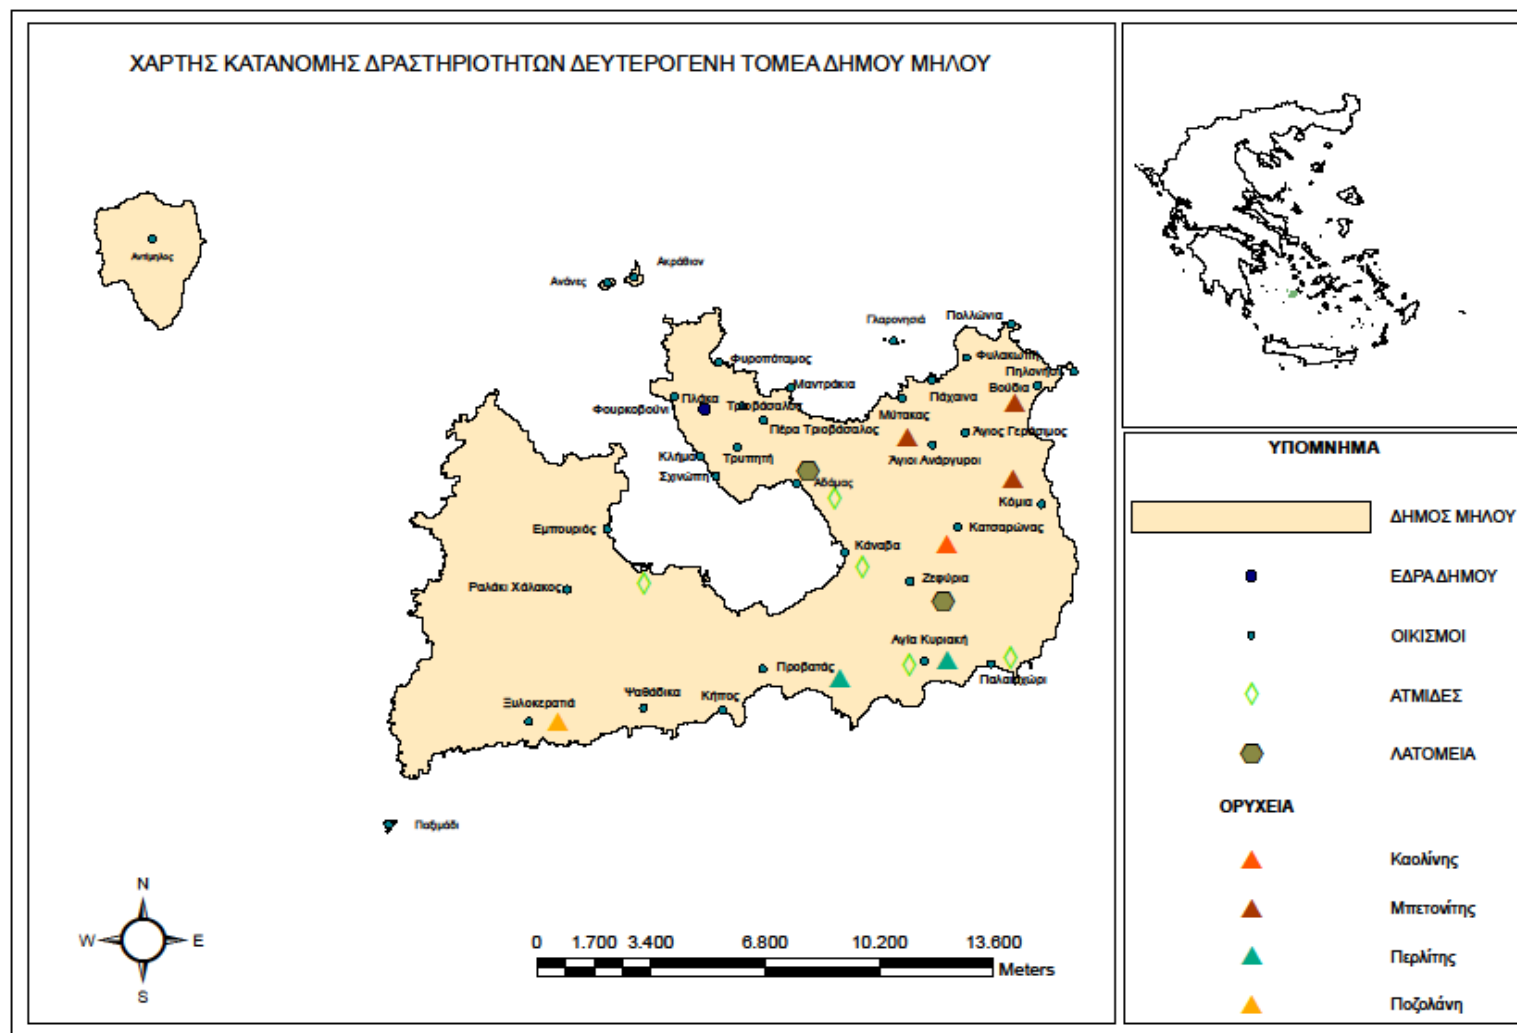 ΧΑΡΤΗΣ ΚΑΤΑΝΟΜΗΣ ΔΡΑΣΤΗΡΙΟΤΗΤΩΝ ΔΕΥΤΕΡΟΓΕΝΗ ΤΟΜΕΑ ΔΗΜΟΥ ΜΗΛΟΥ
Αντίμηλος
Ακράθιον
Ανάνες
Γλαρονησιά
Πολλώνια
Φυροπόταμος
Φυλακωπή
Πηλονήσι
Μαντράκια
Βούδια
Πάχαινα
Πλάκα
Φουρκοβούνι
Τριοβάσαλος
Μύτακας
Πέρα Τριοβάσαλος
Άγιος Γεράσιμος
Κλήμα
Τρυπητή
Άγιοι Ανάργυροι
Σχινώπη
Αδάμας
Κόμια
Εμπουριός
Κατσαρώνας
Κάναβα
Ραλάκι Χάλακος
Ζεφύρια
Αγία Κυριακή
Προβατάς
Παλαιοχώρι
Ξυλοκερατιά
Ψαθάδικα
Κήπος
Παξιμάδι
N
W
E
S
0 1.700 3.400 6.800 10.200 13.600
Meters
ΥΠΟΜΝΗΜΑ
ΔΗΜΟΣ ΜΗΛΟΥ
ΕΔΡΑ ΔΗΜΟΥ
ΟΙΚΙΣΜΟΙ
ΑΤΜΙΔΕΣ
ΛΑΤΟΜΕΙΑ
ΟΡΥΧΕΙΑ
Καολίνης
Μπετονίτης
Περλίτης
Ποζολάνη